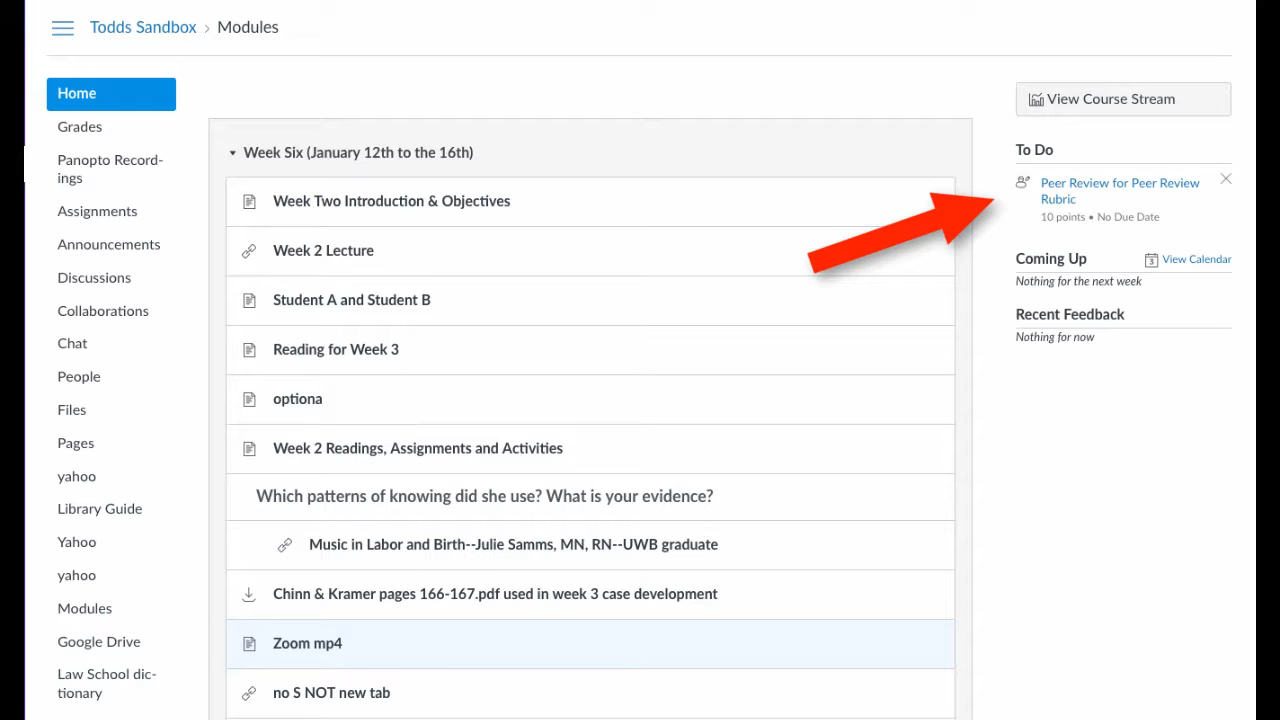 Todds Sandbox › Modules
Home
Grades
Panopto Record-
ings
Assignments
Announcements
Discussions
Collaborations
Chat
People
Files
Pages
yahoo
Library Guide
Yahoo
yahoo
Modules
Google Drive
Law School dic-
tionary
Week Six (January 12th to the 16th)
Week Two Introduction & Objectives
Week 2 Lecture
Student A and Student B
Reading for Week 3
optiona
Week 2 Readings, Assignments and Activities
Which patterns of knowing did she use? What is your evidence?
Music in Labor and Birth--Julie Samms, MN, RN--UWB graduate
Chinn & Kramer pages 166-167.pdf used in week 3 case development
Zoom mp4
no S NOT new tab
View Course Stream
To Do
Peer Review for Peer Review
Rubric
10 points • No Due Date
Coming Up 3 View Calendar
Nothing for the next week
Recent Feedback
Nothing for now